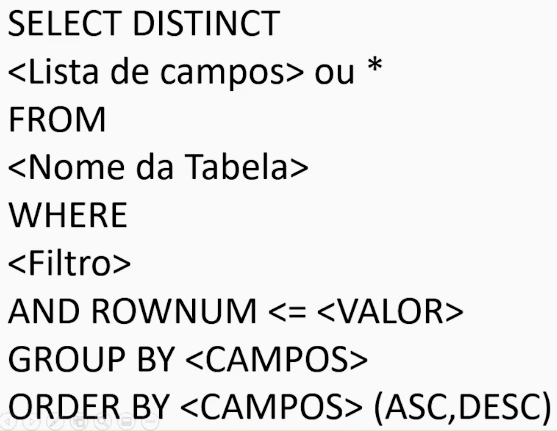 SELECT DISTINCT
<Lista de campos> ou *
FROM
<Nome da Tabela>
WHERE
<Filtro>
AND ROWNUM <= <VALOR>
GROUP BY <CAMPOS>
ORDER BY <CAMPOS> (ASC,DESC)